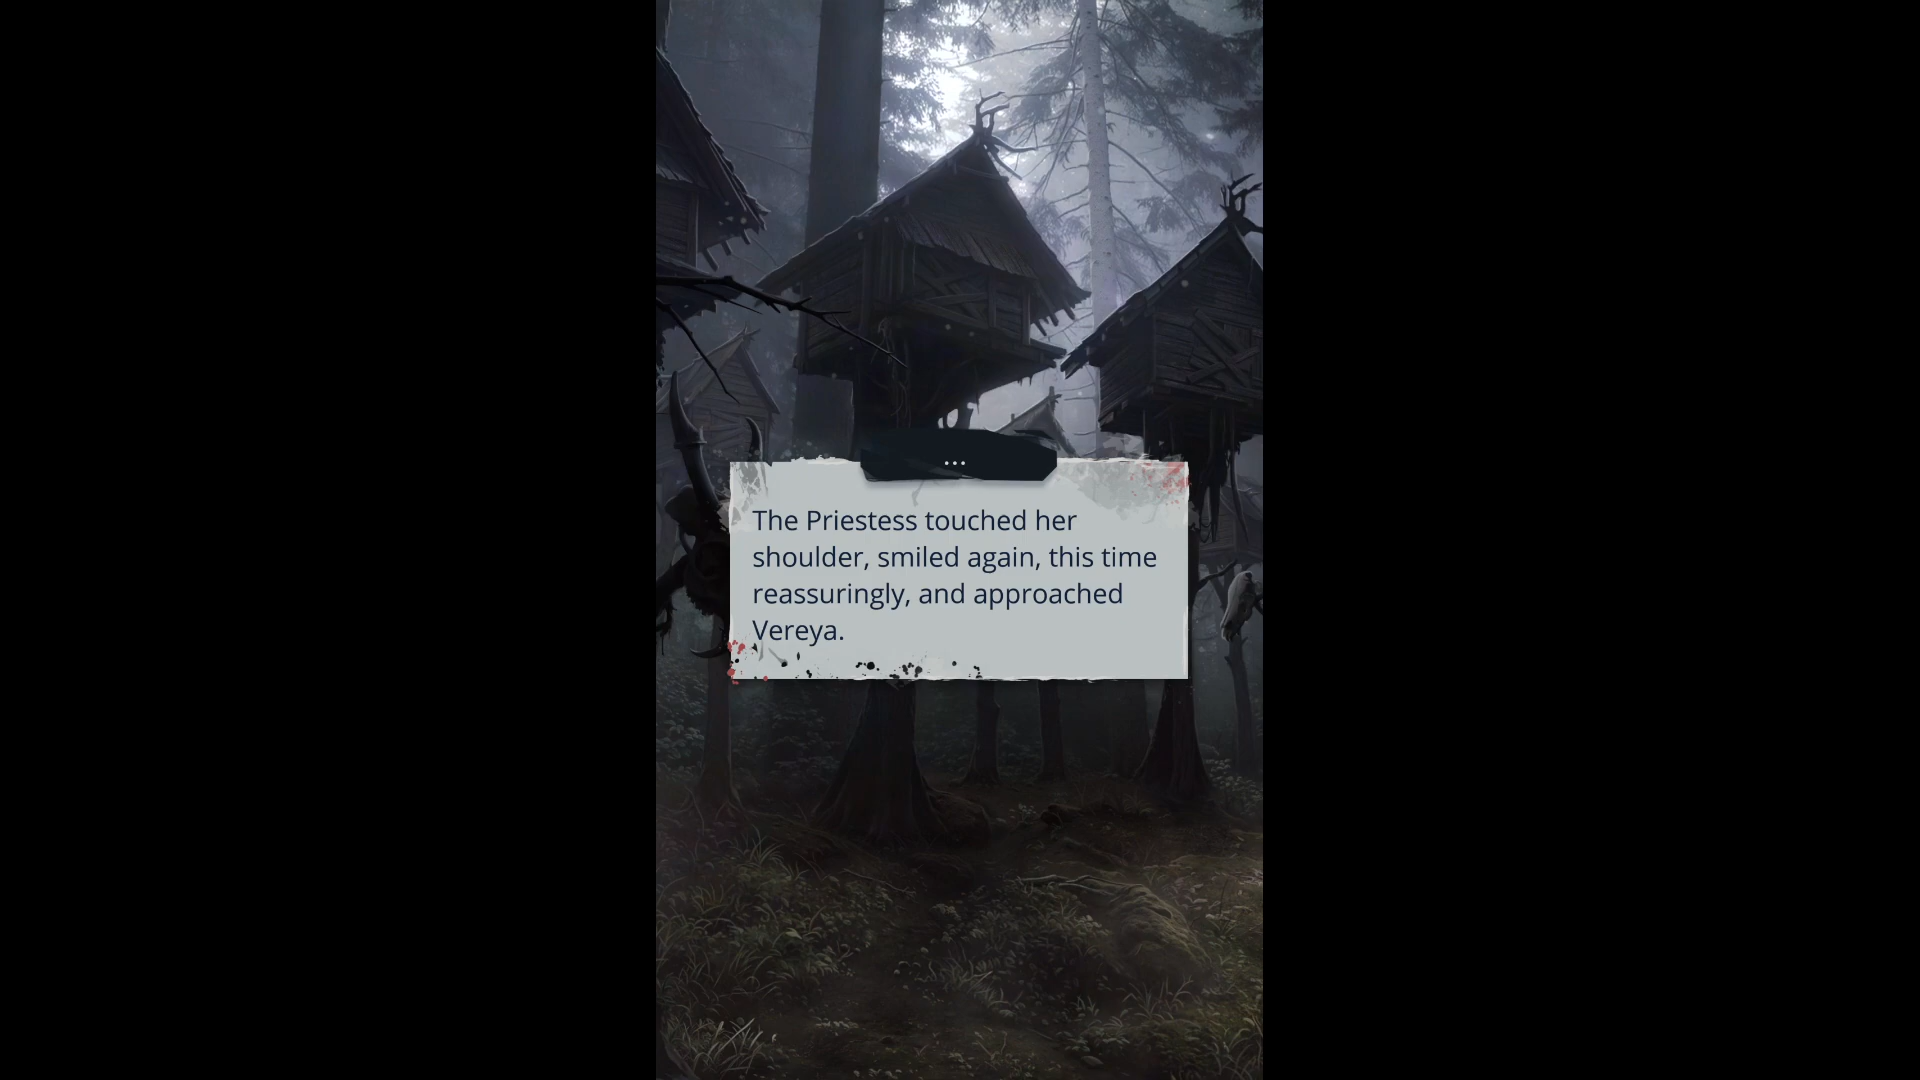 ...
The Priestess touched her
shoulder, smiled again, this time
reassuringly, and approached
Vereya.